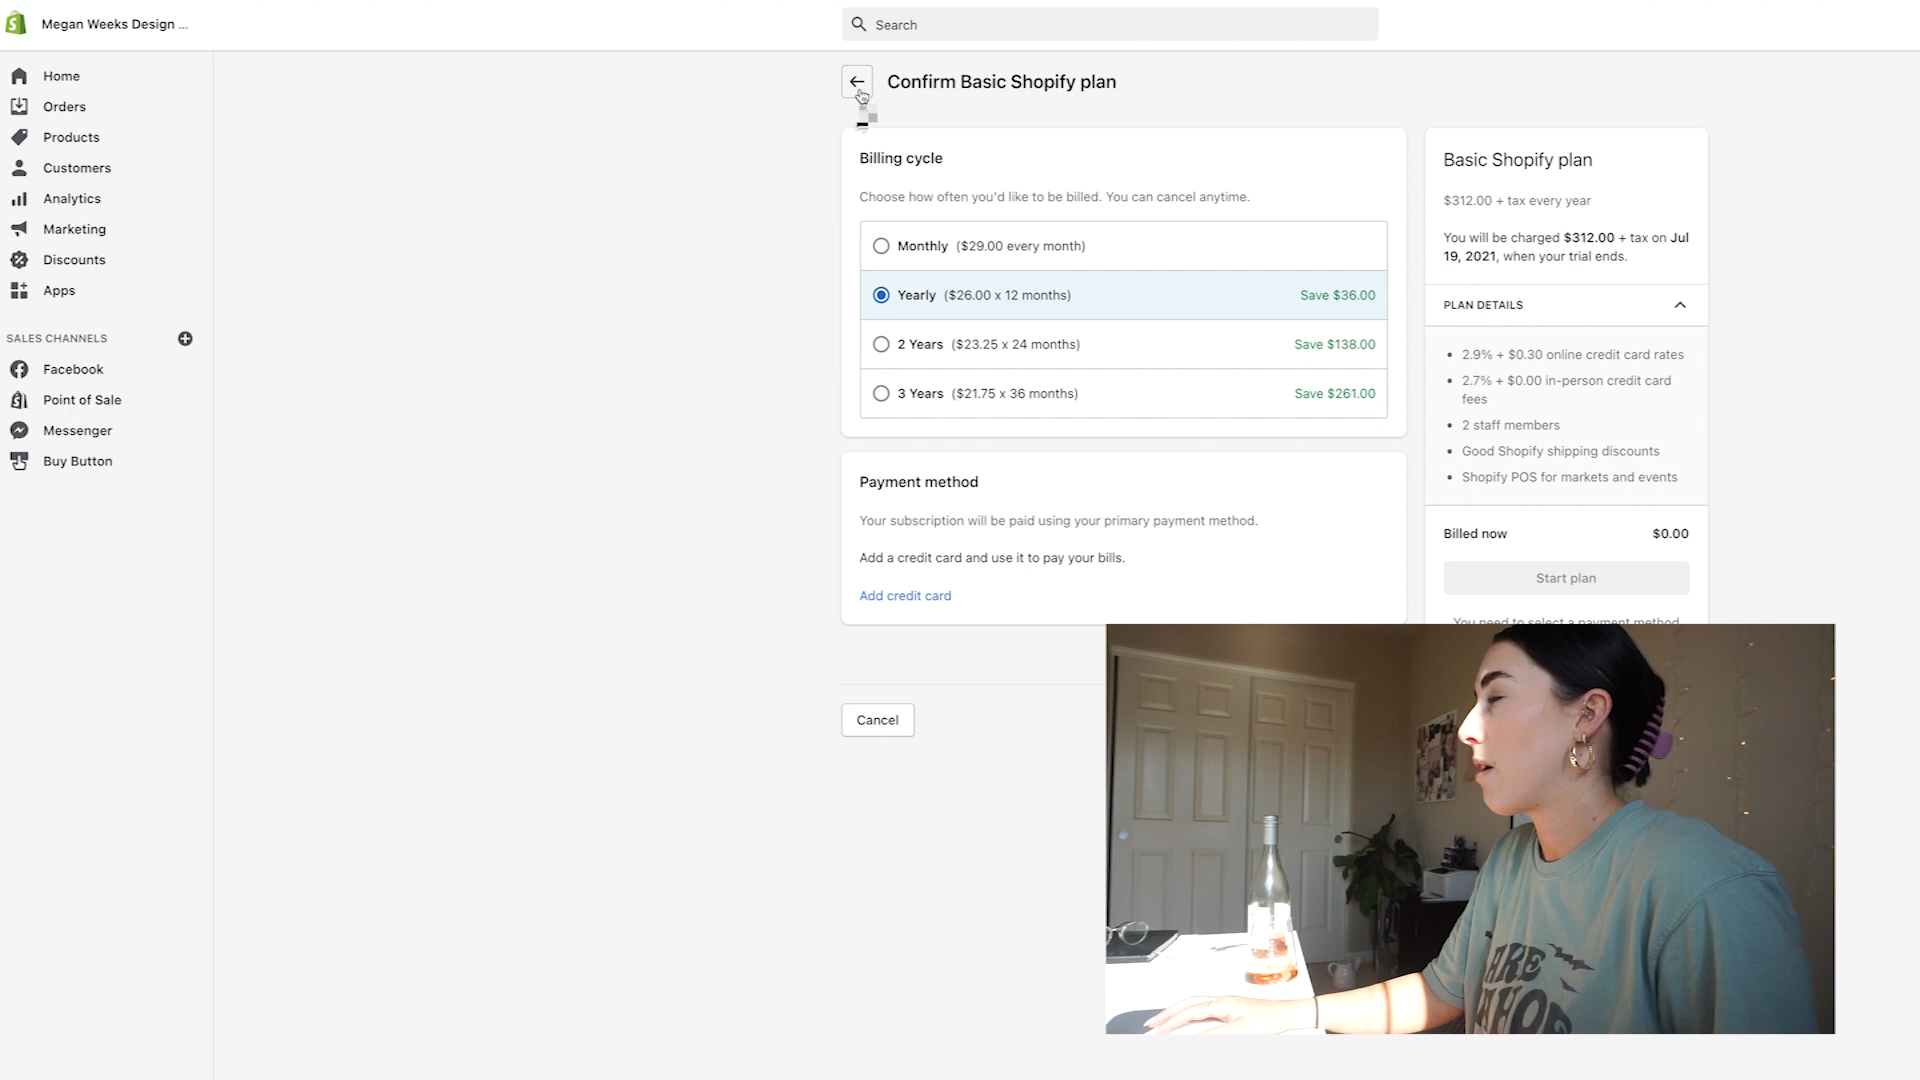 Megan Weeks Design ...
Search
Home
Orders
Products
Customers
Analytics
Marketing
Discounts
Apps
SALES CHANNELS
Facebook
Point of Sale
Messenger
Buy Button
Confirm Basic Shopify plan
Billing cycle
Choose how often you'd like to be billed. You can cancel anytime.
Monthly ($29.00 every month)
Yearly ($26.00 x 12 months) Save $36.00
2 Years ($23.25 x 24 months) Save $138.00
3 Years ($21.75 x 36 months) Save $261.00
Payment method
Your subscription will be paid using your primary payment method.
Add a credit card and use it to pay your bills.
Add credit card
Cancel
Basic Shopify plan
$312.00 + tax every year
You will be charged $312.00 + tax on Jul
19, 2021, when your trial ends.
PLAN DETAILS
• 2.9% + $0.30 online credit card rates
• 2.7% + $0.00 in-person credit card
fees
• 2 staff members
• Good Shopify shipping discounts
• Shopify POS for markets and events
Billed now $0.00
Start plan
You need to select a payment method